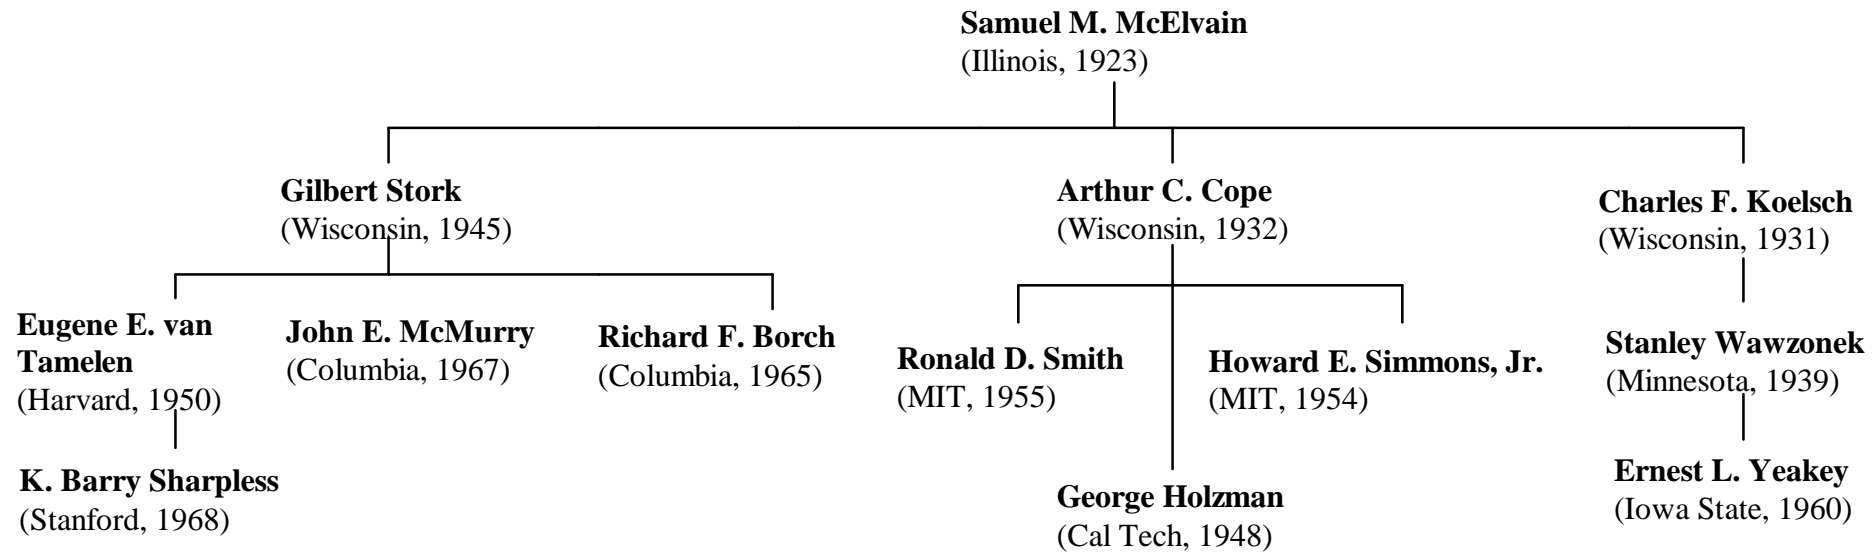 Samuel M. McElvain
(Illinois, 1923)
Gilbert Stork
(Wisconsin, 1945)
Arthur C. Cope
(Wisconsin, 1932)
Charles F. Koelsch
(Wisconsin, 1931)
Eugene E. van
Tamelen
(Harvard, 1950)
John E. McMurry
(Columbia, 1967)
Richard F. Borch
(Columbia, 1965)
Ronald D. Smith
(MIT, 1955)
Howard E. Simmons, Jr.
(MIT, 1954)
Stanley Wawzonek
(Minnesota, 1939)
K. Barry Sharpless
(Stanford, 1968)
George Holzman
(Cal Tech, 1948)
Ernest L. Yeakey
(Iowa State, 1960)